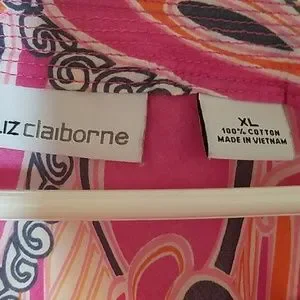 LIZ claiborne
XL
100% COTTON
MADE IN VIETNAM